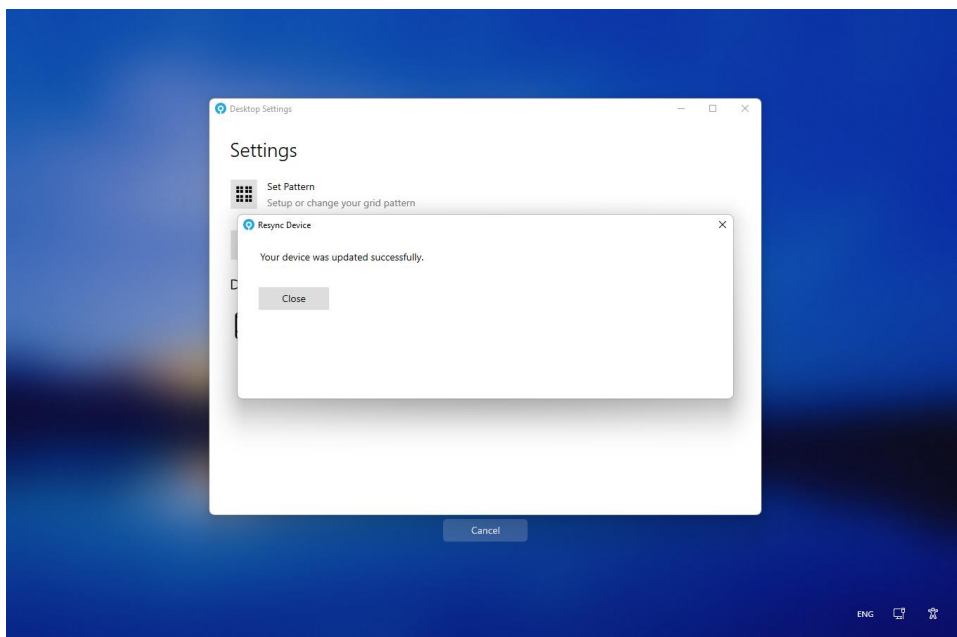 Desktop Settings
Settings
Set Pattern
Setup or change your grid pattern
Resync Device
Your device was updated successfully.
D
Close
Cancel
ENG